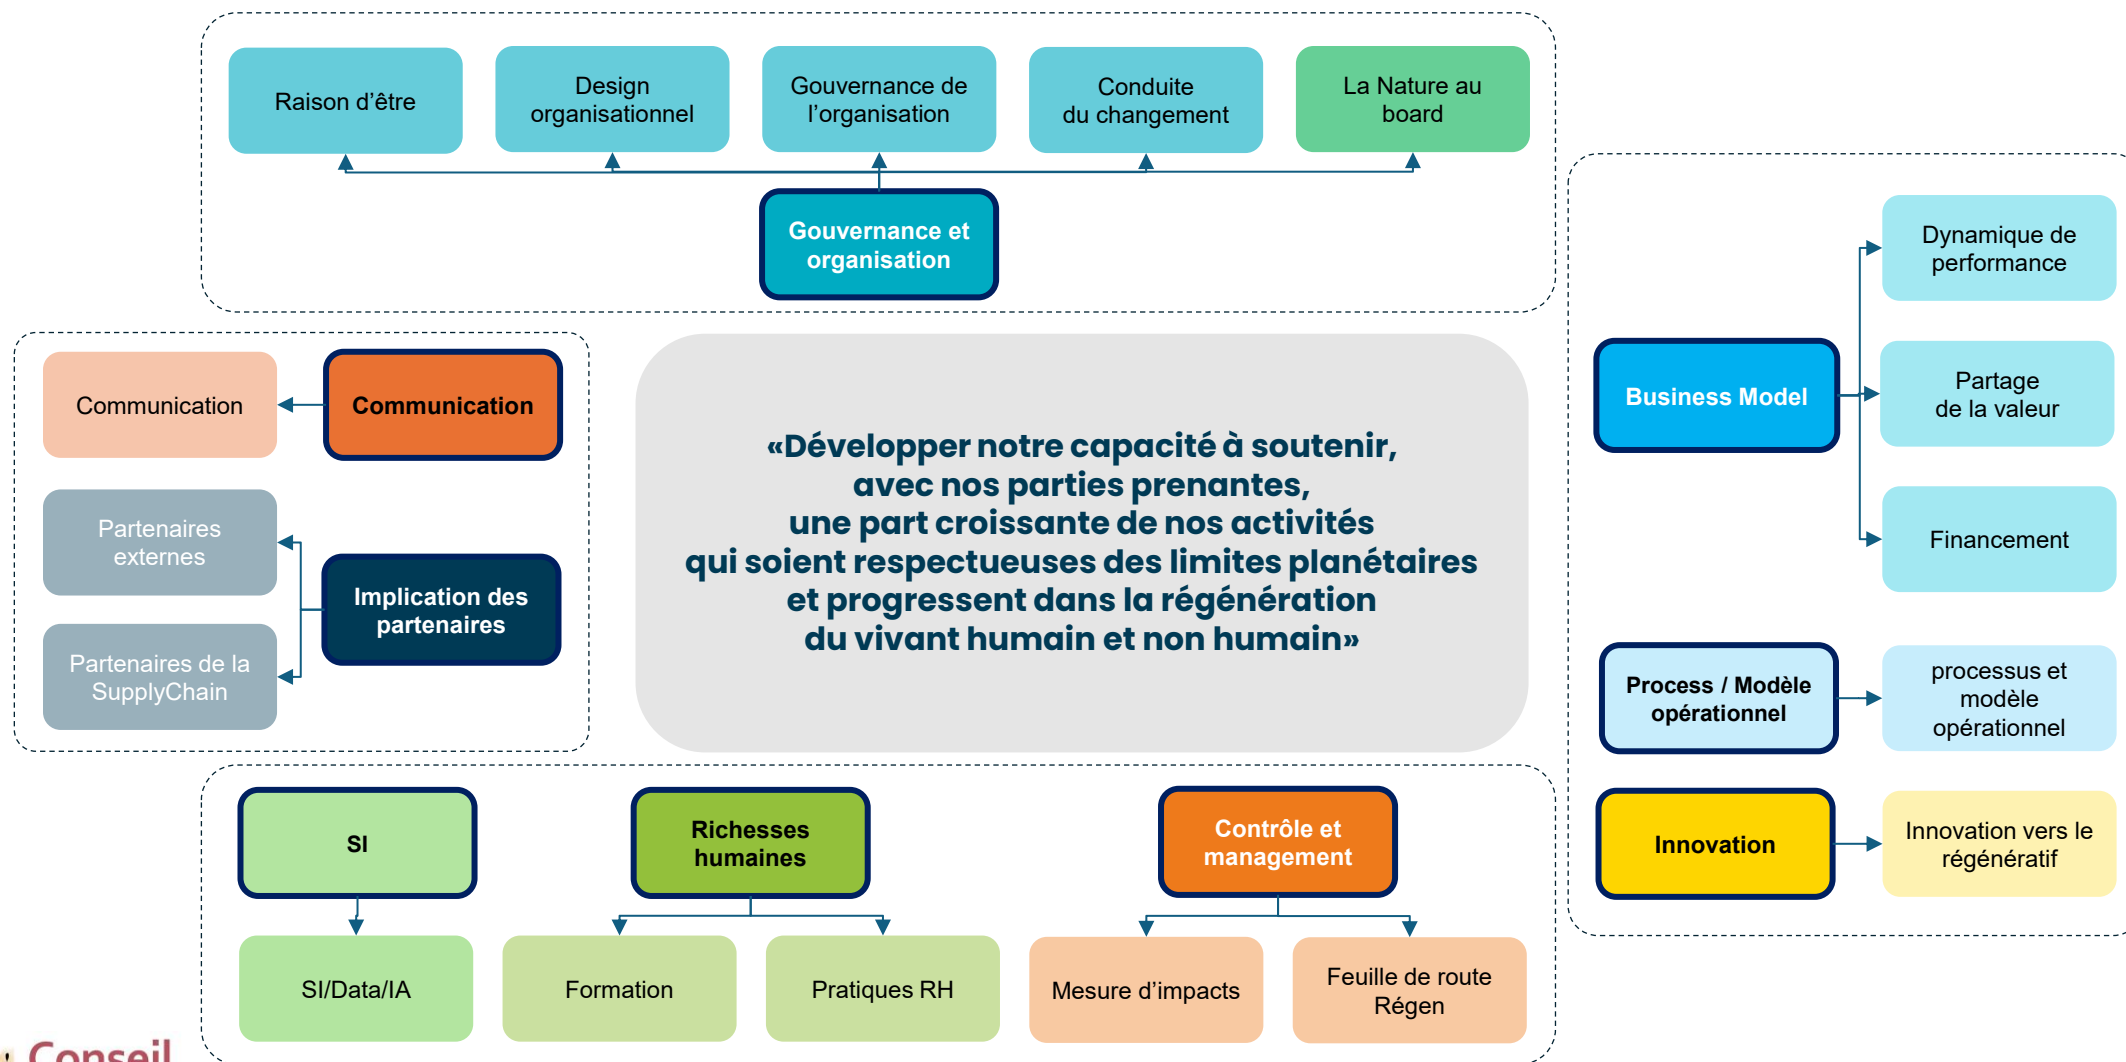 Raison d’être
Design
organisationnel
Gouvernance de
l’organisation
Conduite
du changement
La Nature au
board
Gouvernance et
organisation
Communication
Communication
Partenaires
externes
Implication des
partenaires
Partenaires de la
SupplyChain
«Développer notre capacité à soutenir,
avec nos parties prenantes,
une part croissante de nos activités
qui soient respectueuses des limites planétaires
et progressent dans la régénération
du vivant humain et non humain»
Business Model
Dynamique de
performance
Partage
de la valeur
Financement
Process / Modèle
opérationnel
processus et
modèle
opérationnel
Innovation
Innovation vers le
régénératif
SI
Richesses
humaines
Contrôle et
management
SI/Data/IA
Formation
Pratiques RH
Mesure d’impacts
Feuille de route
Régen
Conseil